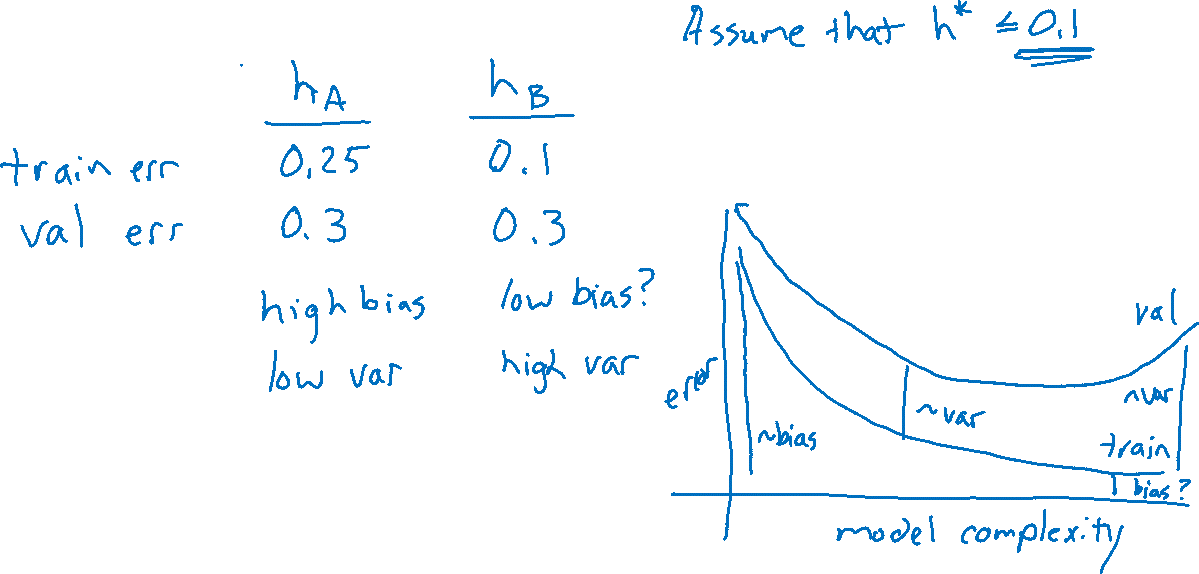 Assume that h* ≤ 0.1
h_A h_B
train err 0.25 0.1
val err 0.3 0.3
high bias low bias?
low var high var
error
val
~bias
~var
~var
train
bias?
model complexity